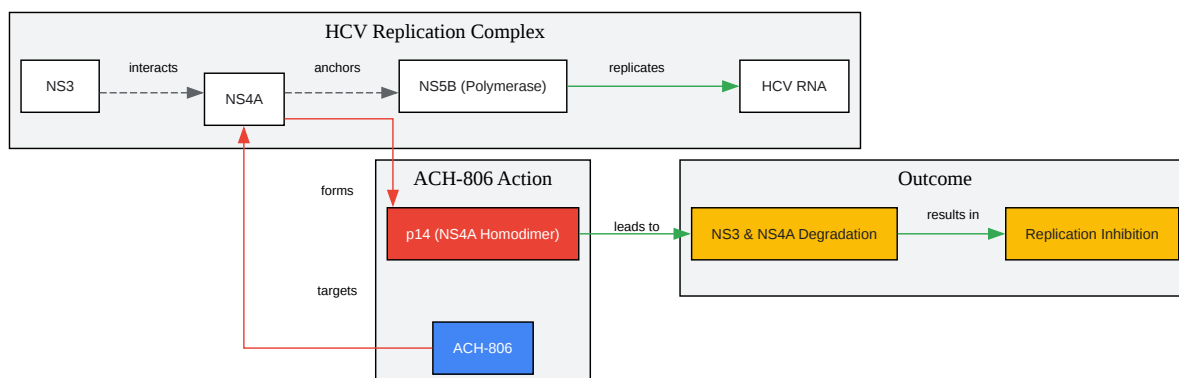 HCV Replication Complex
NS3
interacts
NS4A
anchors
NS5B (Polymerase)
replicates
HCV RNA
forms
ACH-806 Action
p14 (NS4A Homodimer)
leads to
Outcome
NS3 & NS4A Degradation
results in
Replication Inhibition
targets
ACH-806